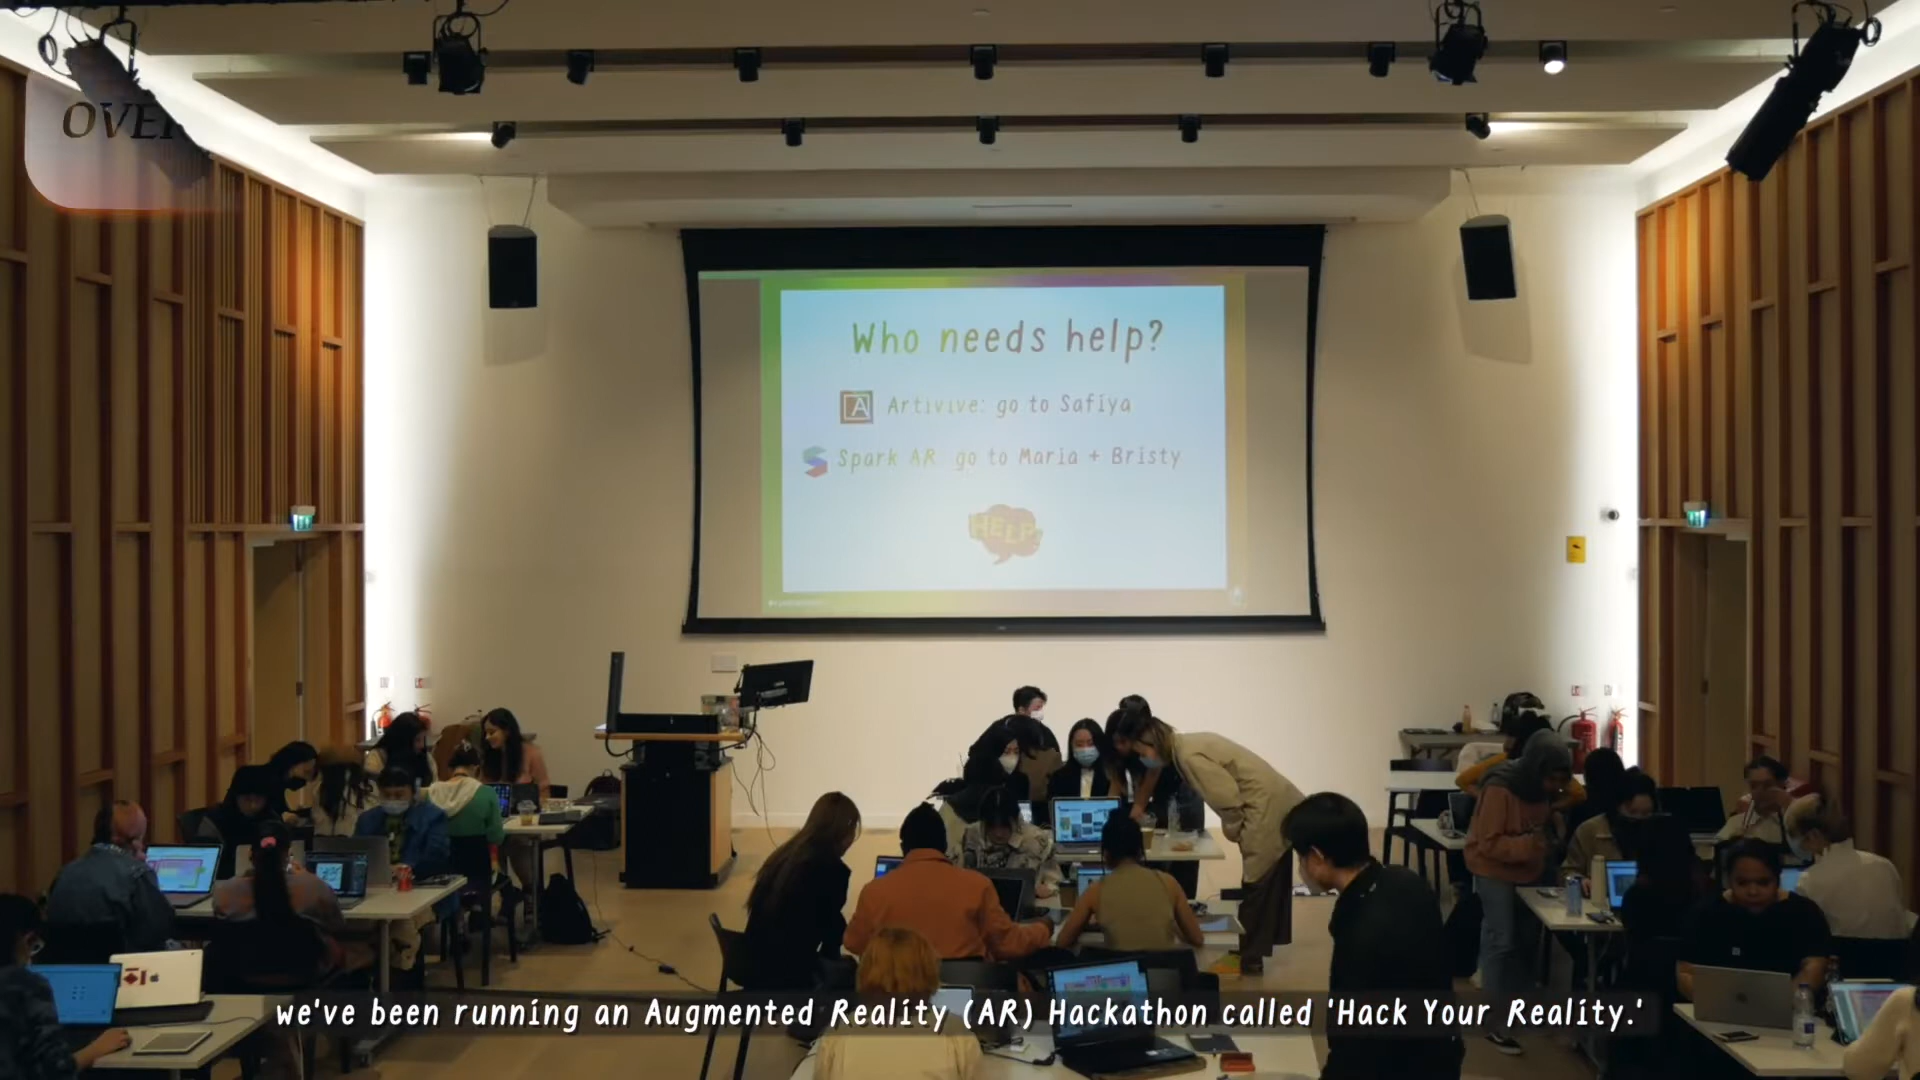 OVER
Who needs help?
A Artivive: go to Safiya
Spark AR: go to Maria + Bristy
HELP!
we've been running an Augmented Reality (AR) Hackathon called 'Hack Your Reality.'